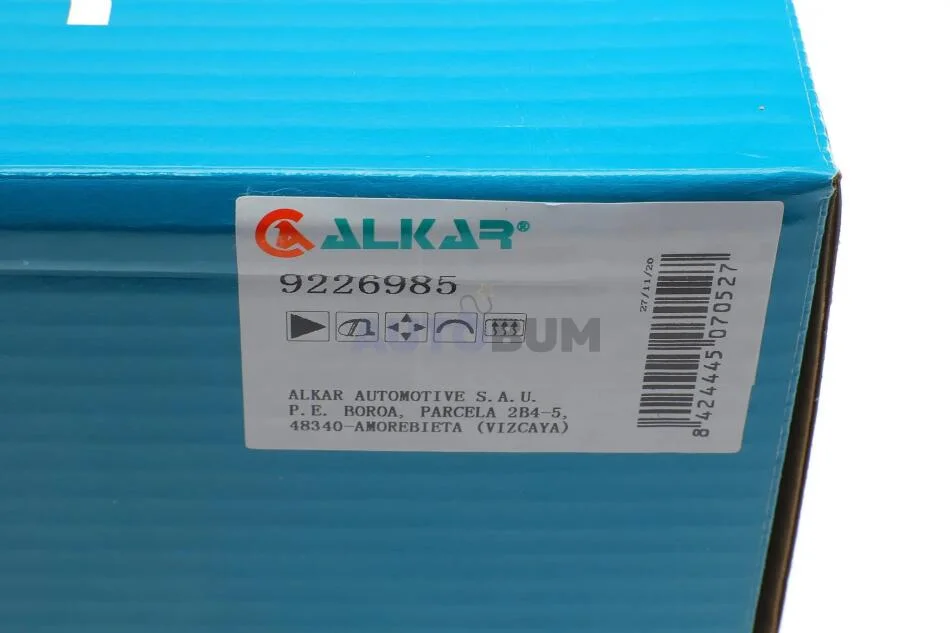 ALKAR®
9226985
AUTOBUM
ALKAR AUTOMOTIVE S.A.U.
P.E. BOROA, PARCELA 2B4-5,
48340-AMOREBIETA (VIZCAYA)
27/11/20
8424445070527